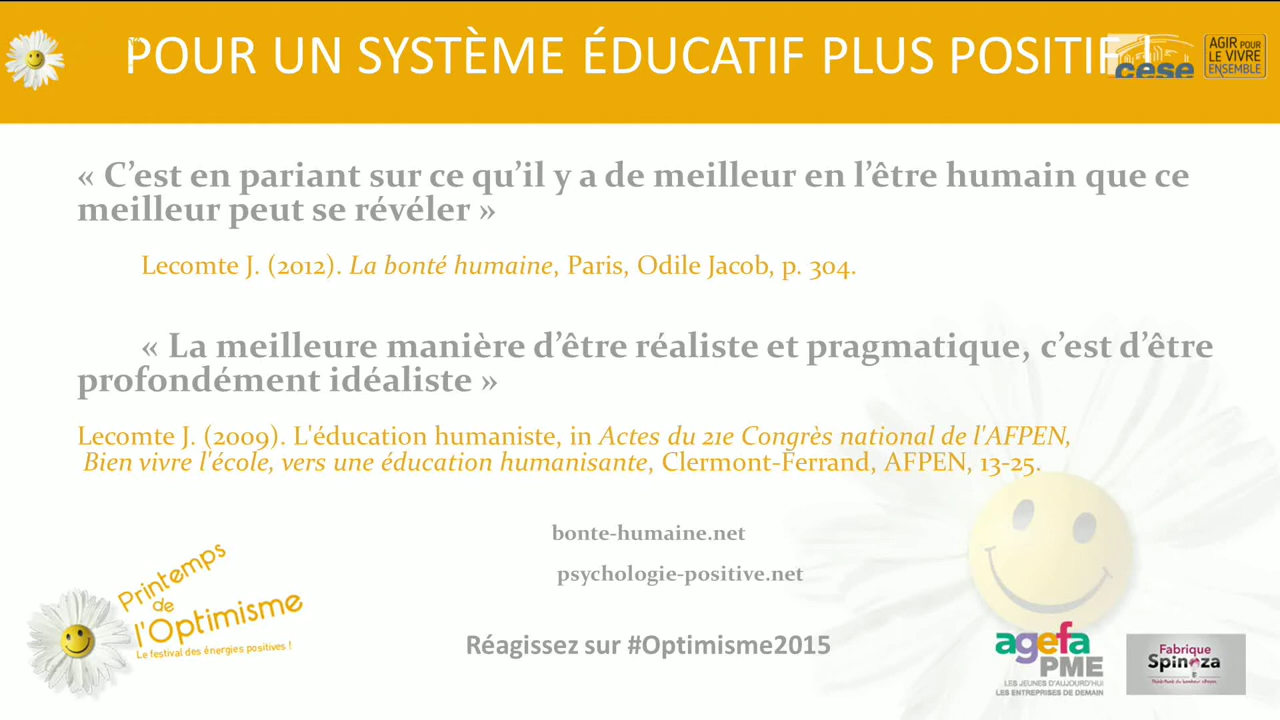 POUR UN SYSTÈME ÉDUCATIF PLUS POSITIF !
cese
AGIR POUR
LE VIVRE
ENSEMBLE
« C’est en pariant sur ce qu’il y a de meilleur en l’être humain que ce
meilleur peut se révéler »
Lecomte J. (2012). La bonté humaine, Paris, Odile Jacob, p. 304.
« La meilleure manière d’être réaliste et pragmatique, c’est d’être
profondément idéaliste »
Lecomte J. (2009). L'éducation humaniste, in Actes du 21e Congrès national de l'AFPEN,
Bien vivre l'école, vers une éducation humanisante, Clermont-Ferrand, AFPEN, 13-25.
bonte-humaine.net
psychologie-positive.net
Printemps
de
l'Optimisme
Le festival des énergies positives !
Réagissez sur #Optimisme2015
agefa
PME
LES JEUNES D'AUJOURD'HUI
LES ENTREPRISES DE DEMAIN
Fabrique
Spinoza